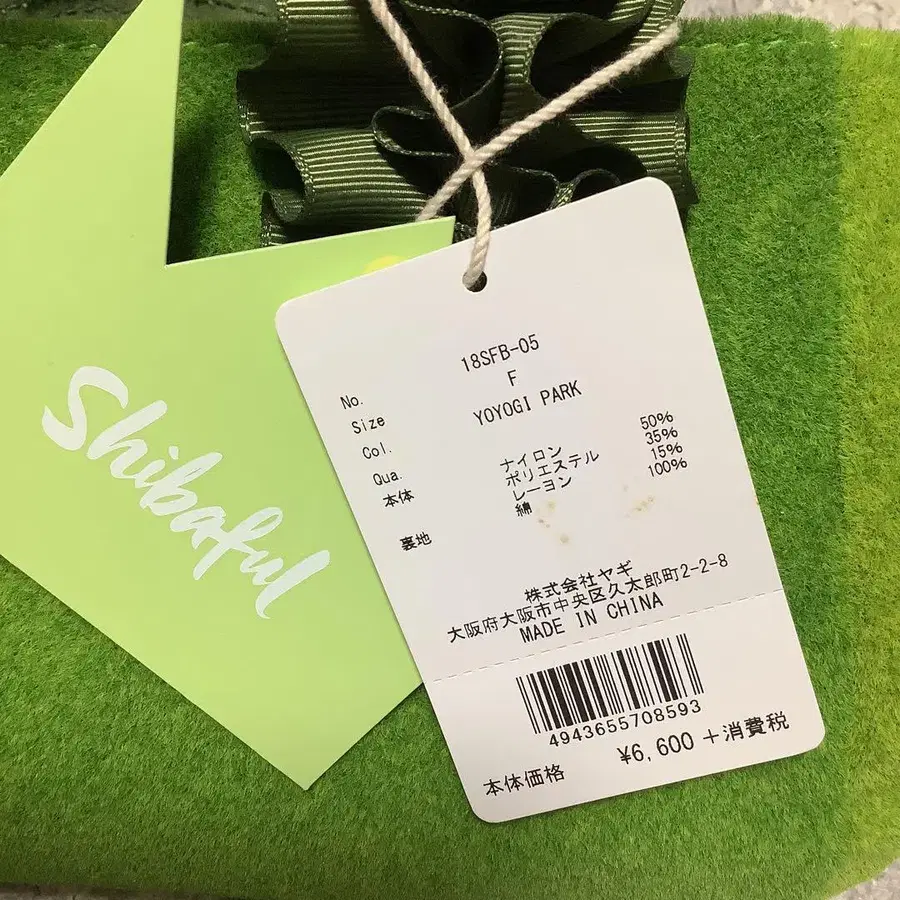 Shibaful
No. 18SFB-05
Size F
Col. YOYOGI PARK
Qua.
本体 ナイロン 50%
ポリエステル 35%
レーヨン 15%
裏地 綿 100%
株式会社ヤギ
大阪府大阪市中央区久太郎町2-2-8
MADE IN CHINA
4943655708593
本体価格 ¥6,600+消費税